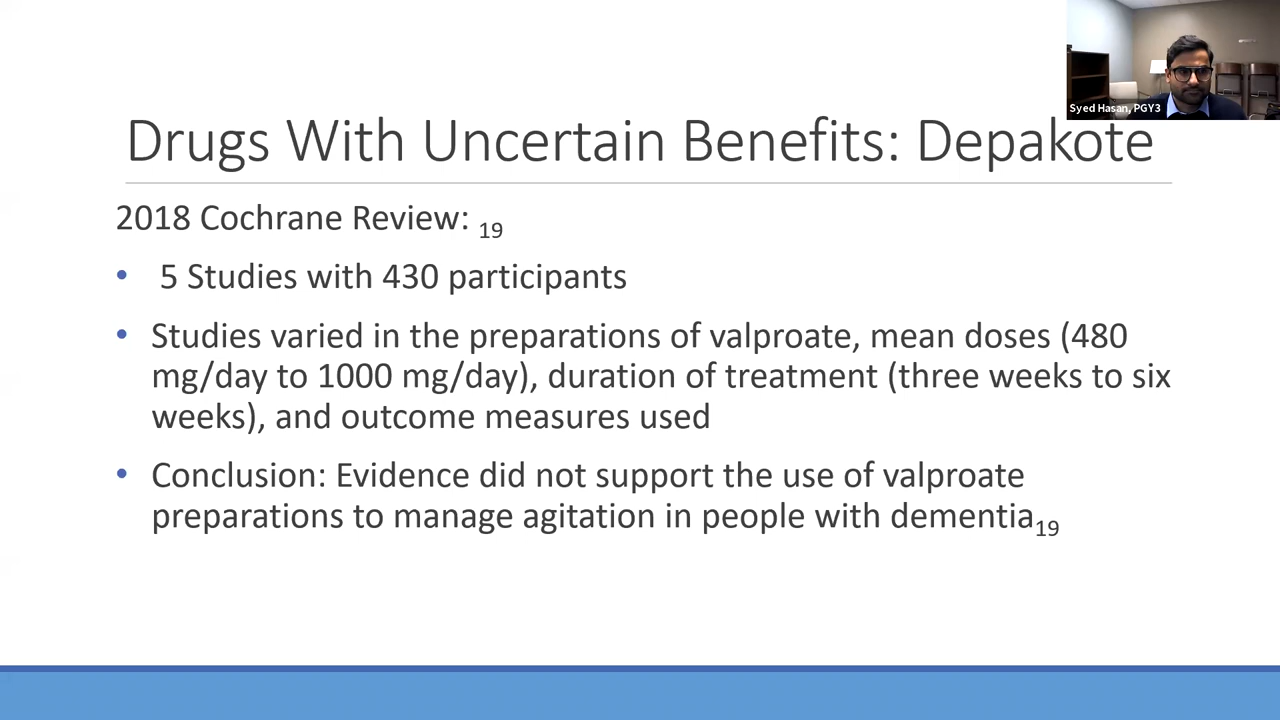 Syed Hasan, PGY3
Drugs With Uncertain Benefits: Depakote
2018 Cochrane Review: 19
• 5 Studies with 430 participants
• Studies varied in the preparations of valproate, mean doses (480
mg/day to 1000 mg/day), duration of treatment (three weeks to six
weeks), and outcome measures used
• Conclusion: Evidence did not support the use of valproate
preparations to manage agitation in people with dementia19